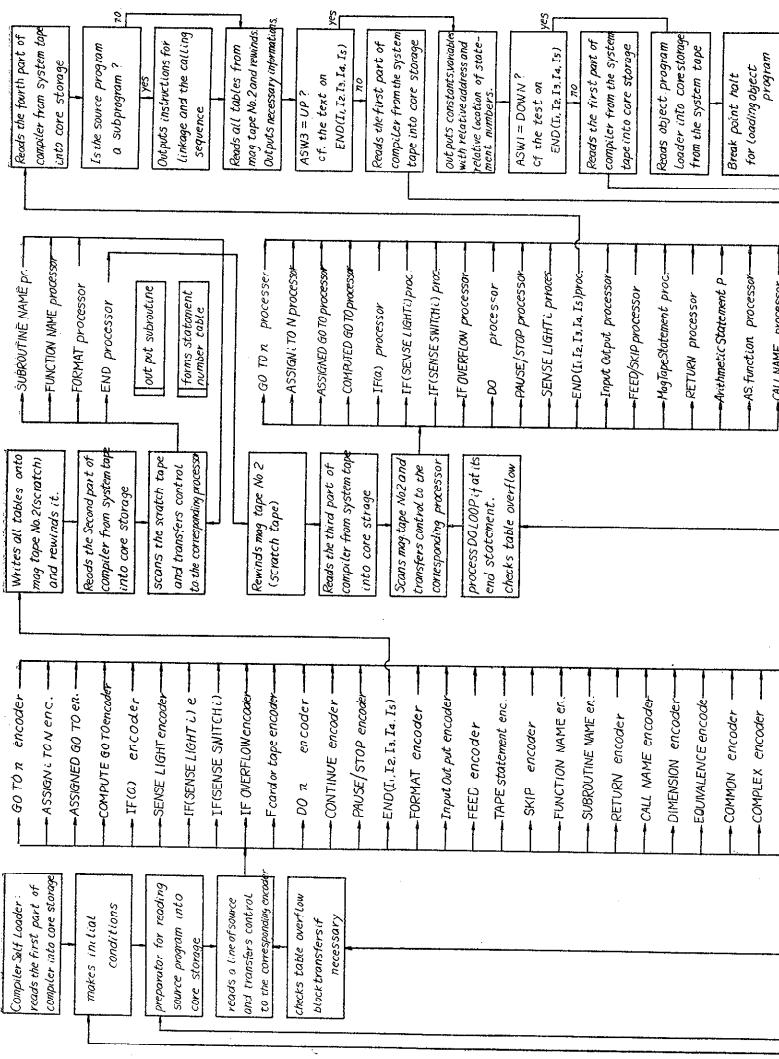 Compiler Self Loader:
reads the first part of
compiler into core storage
makes initial
conditions
preparator for reading
source program into
core storage
reads a line of source
and transfers control
to the corresponding encoder
checks table overflow
block transfers if
necessary
GO TO n encoder
ASSIGN i TO N enc.
ASSIGNED GO TO en.
COMPUTE GO TO encoder
IF(a) encoder
SENSE LIGHT encoder
IF(SENSE LIGHT i) e
IF(SENSE SWITCH i)
IF OVERFLOW encoder
F card or tape encoder
DO n encoder
CONTINUE encoder
PAUSE/STOP encoder
END(I1, I2, I3, I4, I5)
FORMAT encoder
Input Out put encoder
FEED encoder
TAPE statement enc.
SKIP encoder
FUNCTION NAME en.
SUBROUTINE NAME en.
RETURN encoder
CALL NAME encoder
DIMENSION encoder
EQUIVALENCE encode
COMMON encoder
COMPLEX encoder
Writes all tables onto
mag tape No.2 (scratch)
and rewinds it.
Reads the Second part of
compiler from system tape
into core storage
scans the scratch tape
and transfers control
to the corresponding processor
Rewinds mag tape No 2
(scratch tape)
Reads the third part of
compiler from system tape
into core strage
Scans mag tape No.2 and
transfers control to the
corresponding processor
process DO LOOP if at its
end statement.
checks table overflow
SUBROUTINE NAME pr.
FUNCTION NAME processor
FORMAT processor
END processor
out put subroutine
forms statement
number table
GO TO n processer
ASSIGN i TO N processor
ASSIGNED GO TO processor
COMPUTED GO TO processor
IF(a) processor
IF(SENSE LIGHT i) proc.
IF(SENSE SWITCH i) proc.
IF OVERFLOW processor
DO processor
PAUSE/STOP processor
SENSE LIGHT i proces.
END(I1, I2, I3, I4, I5) proc.
Input Output processor
FEED/SKIP processor
Mag Tape Statement proc.
RETURN processor
Arithmetic Statement P
AS function processor
CALL NAME processor
Reads the fourth part of
compiler from system tape
into core storage
Is the source program
a subprogram ?
no
yes
Outputs instructions for
linkage and the calling
sequence
Reads all tables from
mag tape No.2 and rewinds.
Outputs necessary informations.
ASW3 = UP ?
cf. the text on
END(I1, I2, I3, I4, I5)
yes
no
Reads the first part of
compiler from the system
tape into core storage
outputs constants, variables
with relative address and
relative location of state-
ment numbers.
ASW1 = DOWN ?
Cf the test on
END(I1, I2, I3, I4, I5)
yes
no
Reads the first part of
compiler from the system
tape into core storage
Reads object program
Loader into core storage
from the system tape
Break point halt
for loading object
program